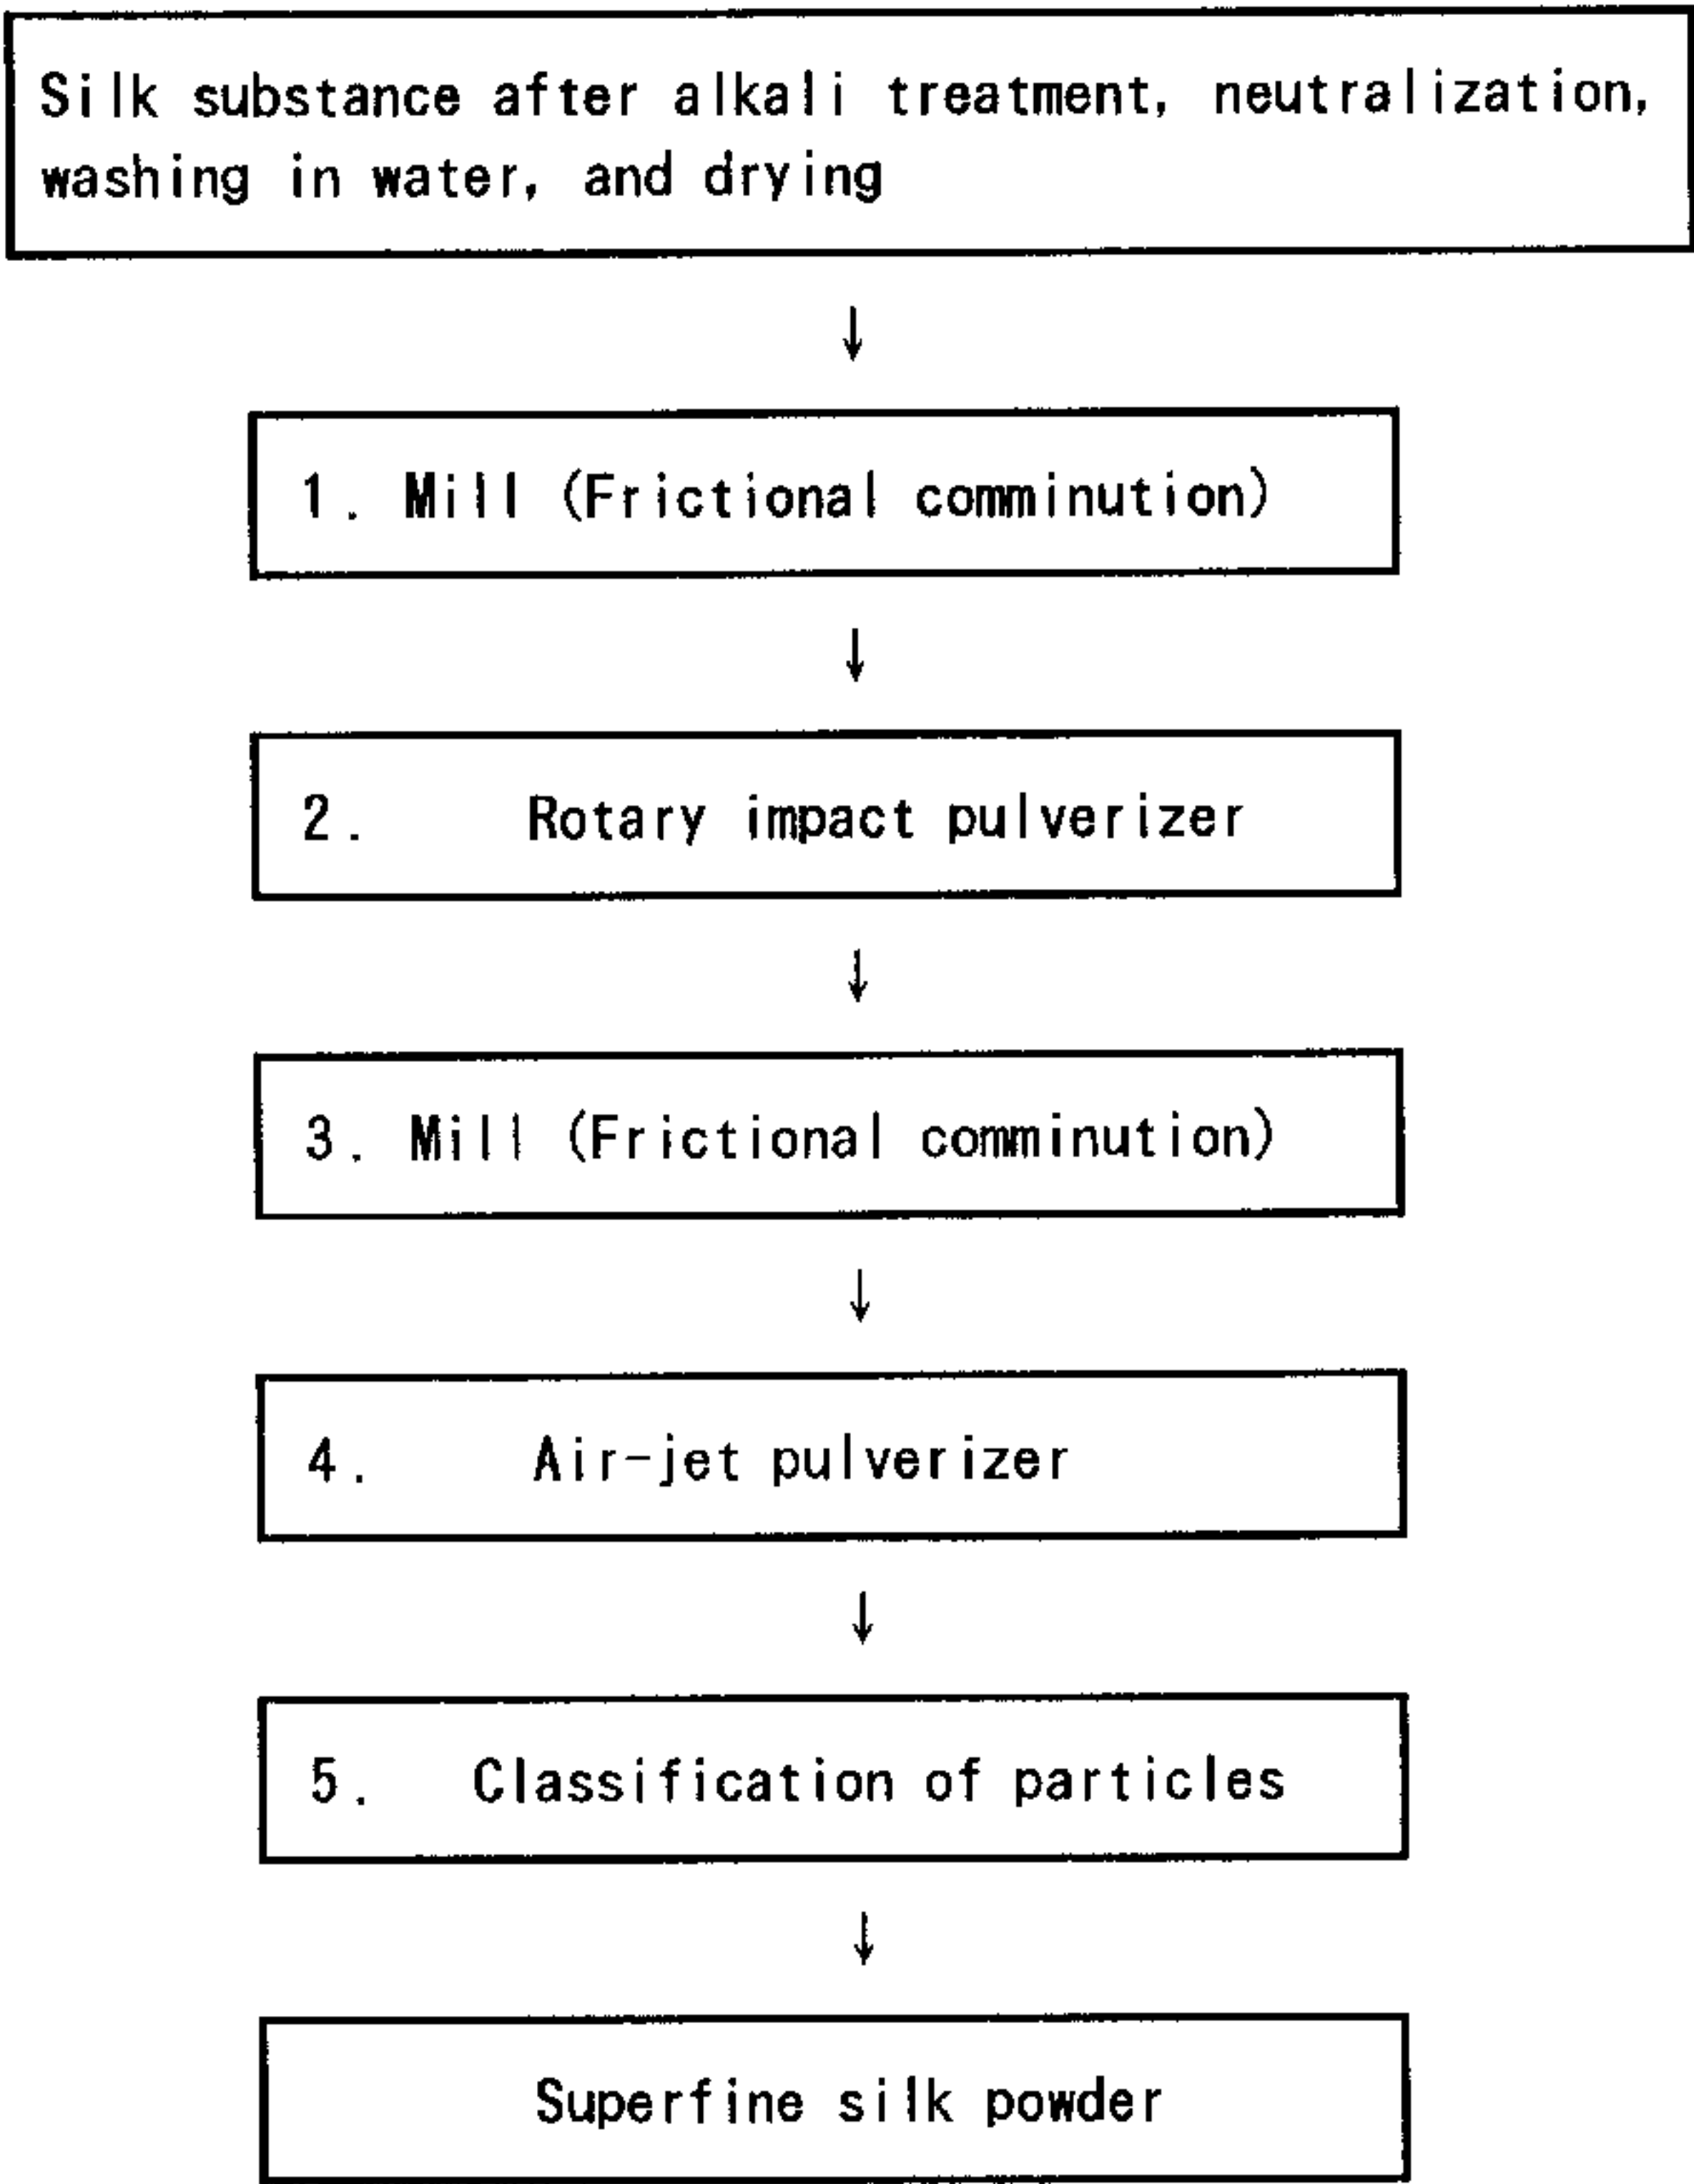 Silk substance after alkali treatment, neutralization,
washing in water, and drying
↓
1. Mill (Frictional comminution)
↓
2. Rotary impact pulverizer
↓
3. Mill (Frictional comminution)
↓
4. Air-jet pulverizer
↓
5. Classification of particles
↓
Superfine silk powder